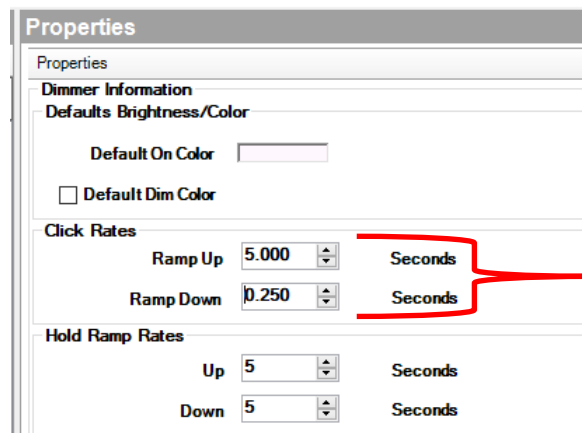 Properties
Properties
Dimmer Information
Defaults Brightness/Color
Default On Color
Default Dim Color
Click Rates
Ramp Up 5.000 Seconds
Ramp Down 0.250 Seconds
Hold Ramp Rates
Up 5 Seconds
Down 5 Seconds